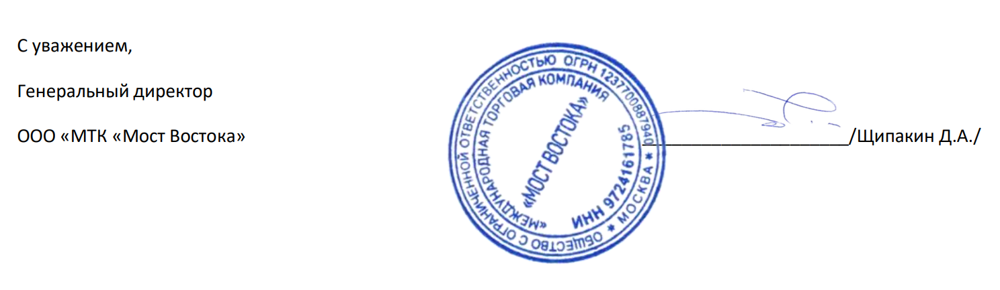 С уважением,
Генеральный директор
ООО «МТК «Мост Востока»
ОБЩЕСТВО С ОГРАНИЧЕННОЙ ОТВЕТСТВЕННОСТЬЮ ОГРН 1237700887940 * МОСКВА *
«МЕЖДУНАРОДНАЯ ТОРГОВАЯ КОМПАНИЯ
«МОСТ ВОСТОКА»
ИНН 9724161785
/Щипакин Д.А./